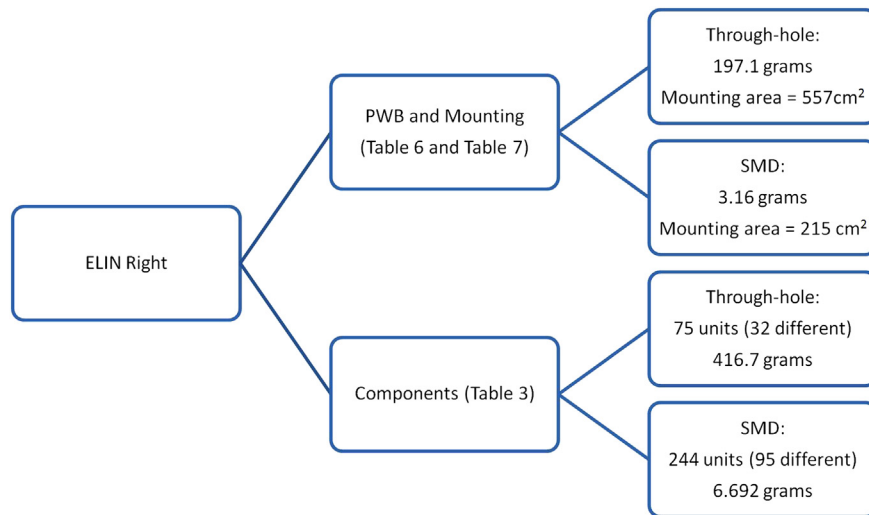 ELIN Right
PWB and Mounting
(Table 6 and Table 7)
Through-hole:
197.1 grams
Mounting area = 557cm²
SMD:
3.16 grams
Mounting area = 215 cm²
Components (Table 3)
Through-hole:
75 units (32 different)
416.7 grams
SMD:
244 units (95 different)
6.692 grams